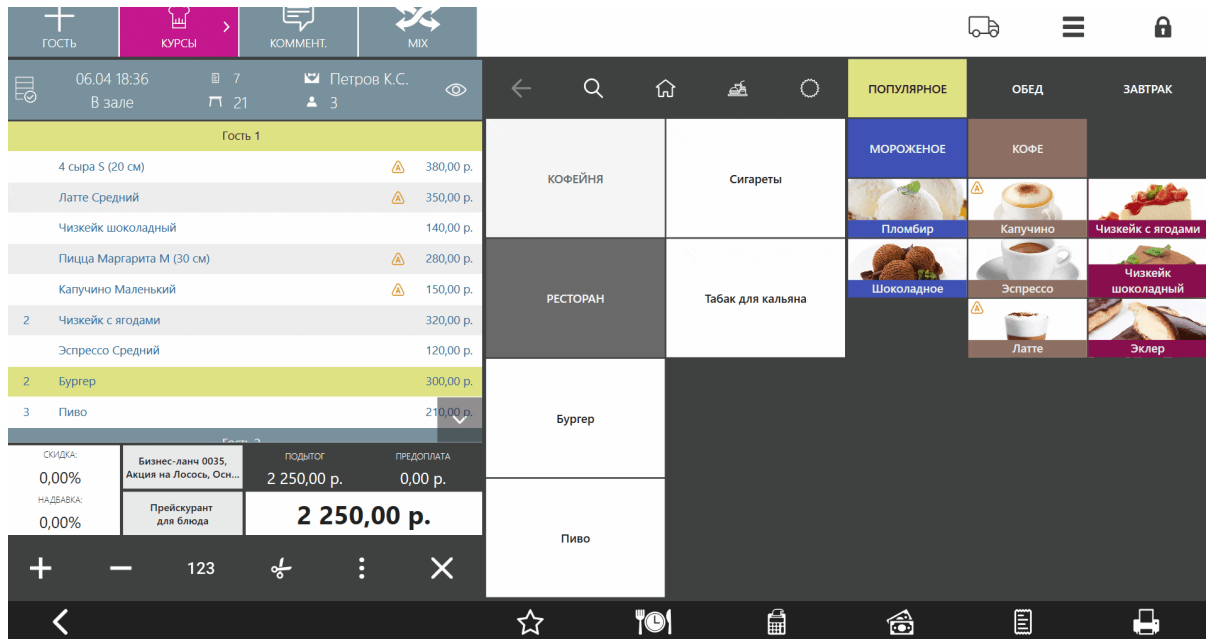 ГОСТЬ
КУРСЫ
КОММЕНТ.
MIX
06.04 18:36
7
Петров К.С.
В зале
21
3
Гость 1
4 сыра S (20 см) 380,00 р.
Латте Средний 350,00 р.
Чизкейк шоколадный 140,00 р.
Пицца Маргарита М (30 см) 280,00 р.
Капучино Маленький 150,00 р.
2 Чизкейк с ягодами 320,00 р.
Эспрессо Средний 120,00 р.
2 Бургер 300,00 р.
3 Пиво 210,00 р.
СКИДКА:
0,00%
НАДБАВКА:
0,00%
Бизнес-ланч 0035,
Акция на Лосось, Осн...
Прейскурант
для блюда
ПОДЫТОГ
2 250,00 р.
ПРЕДОПЛАТА
0,00 р.
2 250,00 р.
123
КОФЕЙНЯ
Сигареты
РЕСТОРАН
Табак для кальяна
Бургер
Пиво
ПОПУЛЯРНОЕ
ОБЕД
ЗАВТРАК
МОРОЖЕНОЕ
КОФЕ
Пломбир
Капучино
Чизкейк с ягодами
Шоколадное
Эспрессо
Чизкейк
шоколадный
Латте
Эклер